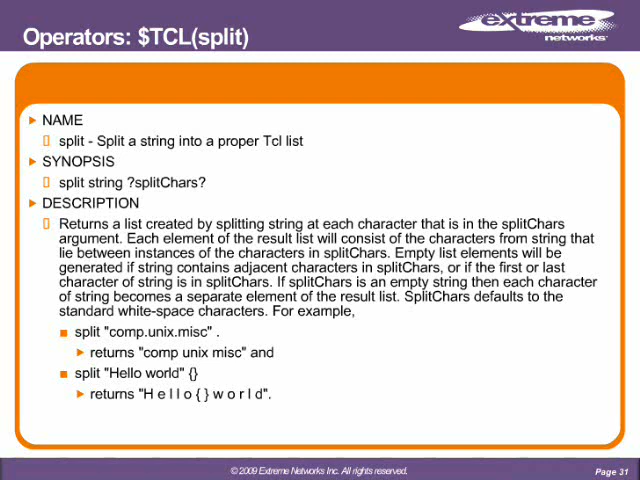 Operators: $TCL(split)
extreme
networks
NAME
split - Split a string into a proper Tcl list
SYNOPSIS
split string ?splitChars?
DESCRIPTION
Returns a list created by splitting string at each character that is in the splitChars
argument. Each element of the result list will consist of the characters from string that
lie between instances of the characters in splitChars. Empty list elements will be
generated if string contains adjacent characters in splitChars, or if the first or last
character of string is in splitChars. If splitChars is an empty string then each character
of string becomes a separate element of the result list. SplitChars defaults to the
standard white-space characters. For example,
split "comp.unix.misc" .
returns "comp unix misc" and
split "Hello world" {}
returns "H e l l o { } w o r l d".
© 2009 Extreme Networks Inc. All rights reserved.
Page 31